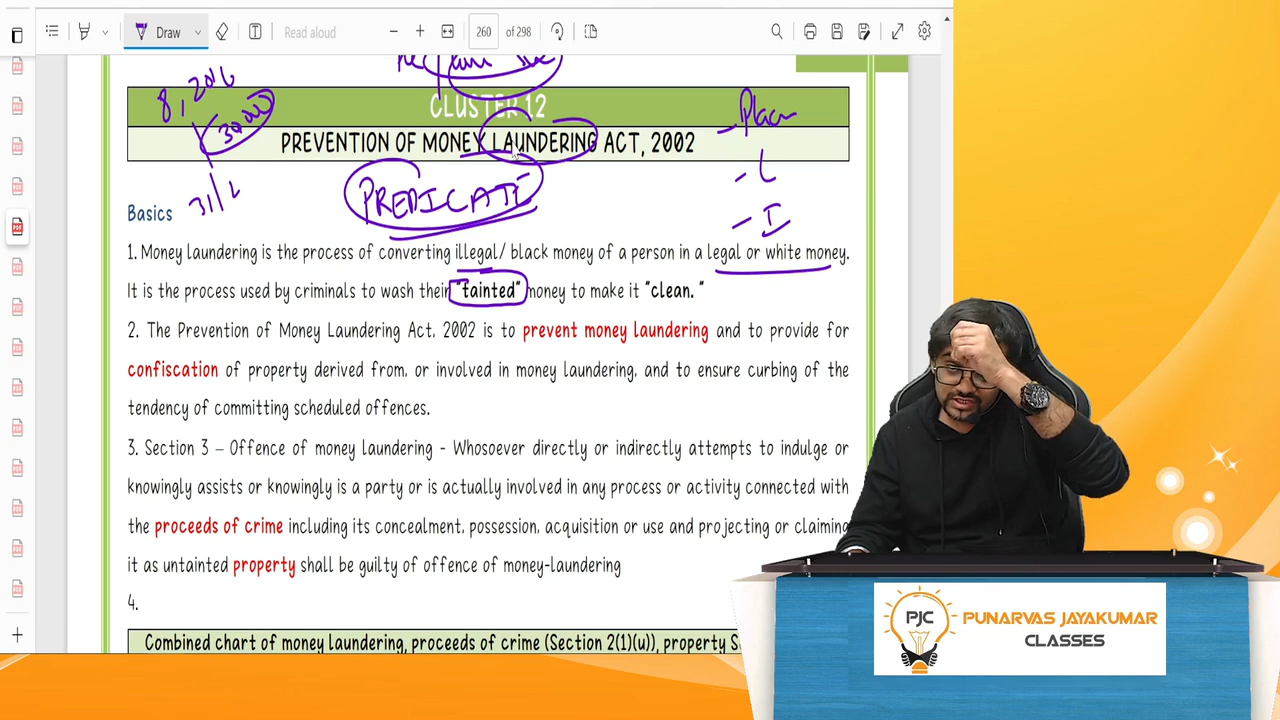 Draw
Read aloud
260 of 298
8, 2016
CLUSTER 12
Place
PREVENTION OF MONEY LAUNDERING ACT, 2002
L
31/2
PREDICATE
I
Basics
1. Money laundering is the process of converting illegal/ black money of a person in a legal or white money.
It is the process used by criminals to wash their "tainted" money to make it "clean. "
2. The Prevention of Money Laundering Act, 2002 is to prevent money laundering and to provide for
confiscation of property derived from, or involved in money laundering, and to ensure curbing of the
tendency of committing scheduled offences.
3. Section 3 – Offence of money laundering - Whosoever directly or indirectly attempts to indulge or
knowingly assists or knowingly is a party or is actually involved in any process or activity connected with
the proceeds of crime including its concealment, possession, acquisition or use and projecting or claiming
it as untainted property shall be guilty of offence of money-laundering
4.
Combined chart of money laundering, proceeds of crime (Section 2(1)(u)), property S
PJC
PUNARVAS JAYAKUMAR
CLASSES